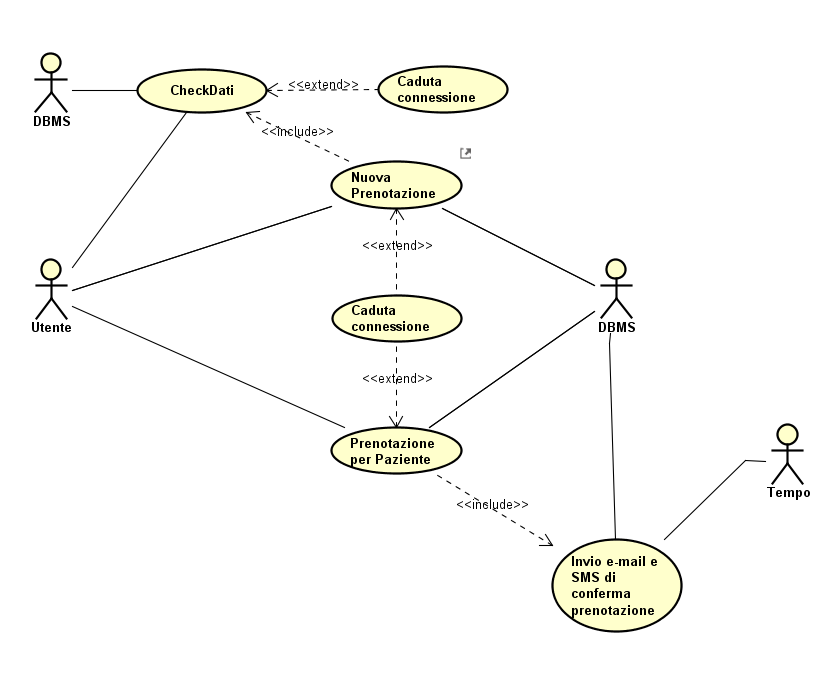 DBMS
CheckDati
<<extend>>
Caduta
connessione
<<include>>
Nuova
Prenotazione
<<extend>>
Utente
Caduta
connessione
DBMS
<<extend>>
Prenotazione
per Paziente
Tempo
<<include>>
Invio e-mail e
SMS di
conferma
prenotazione